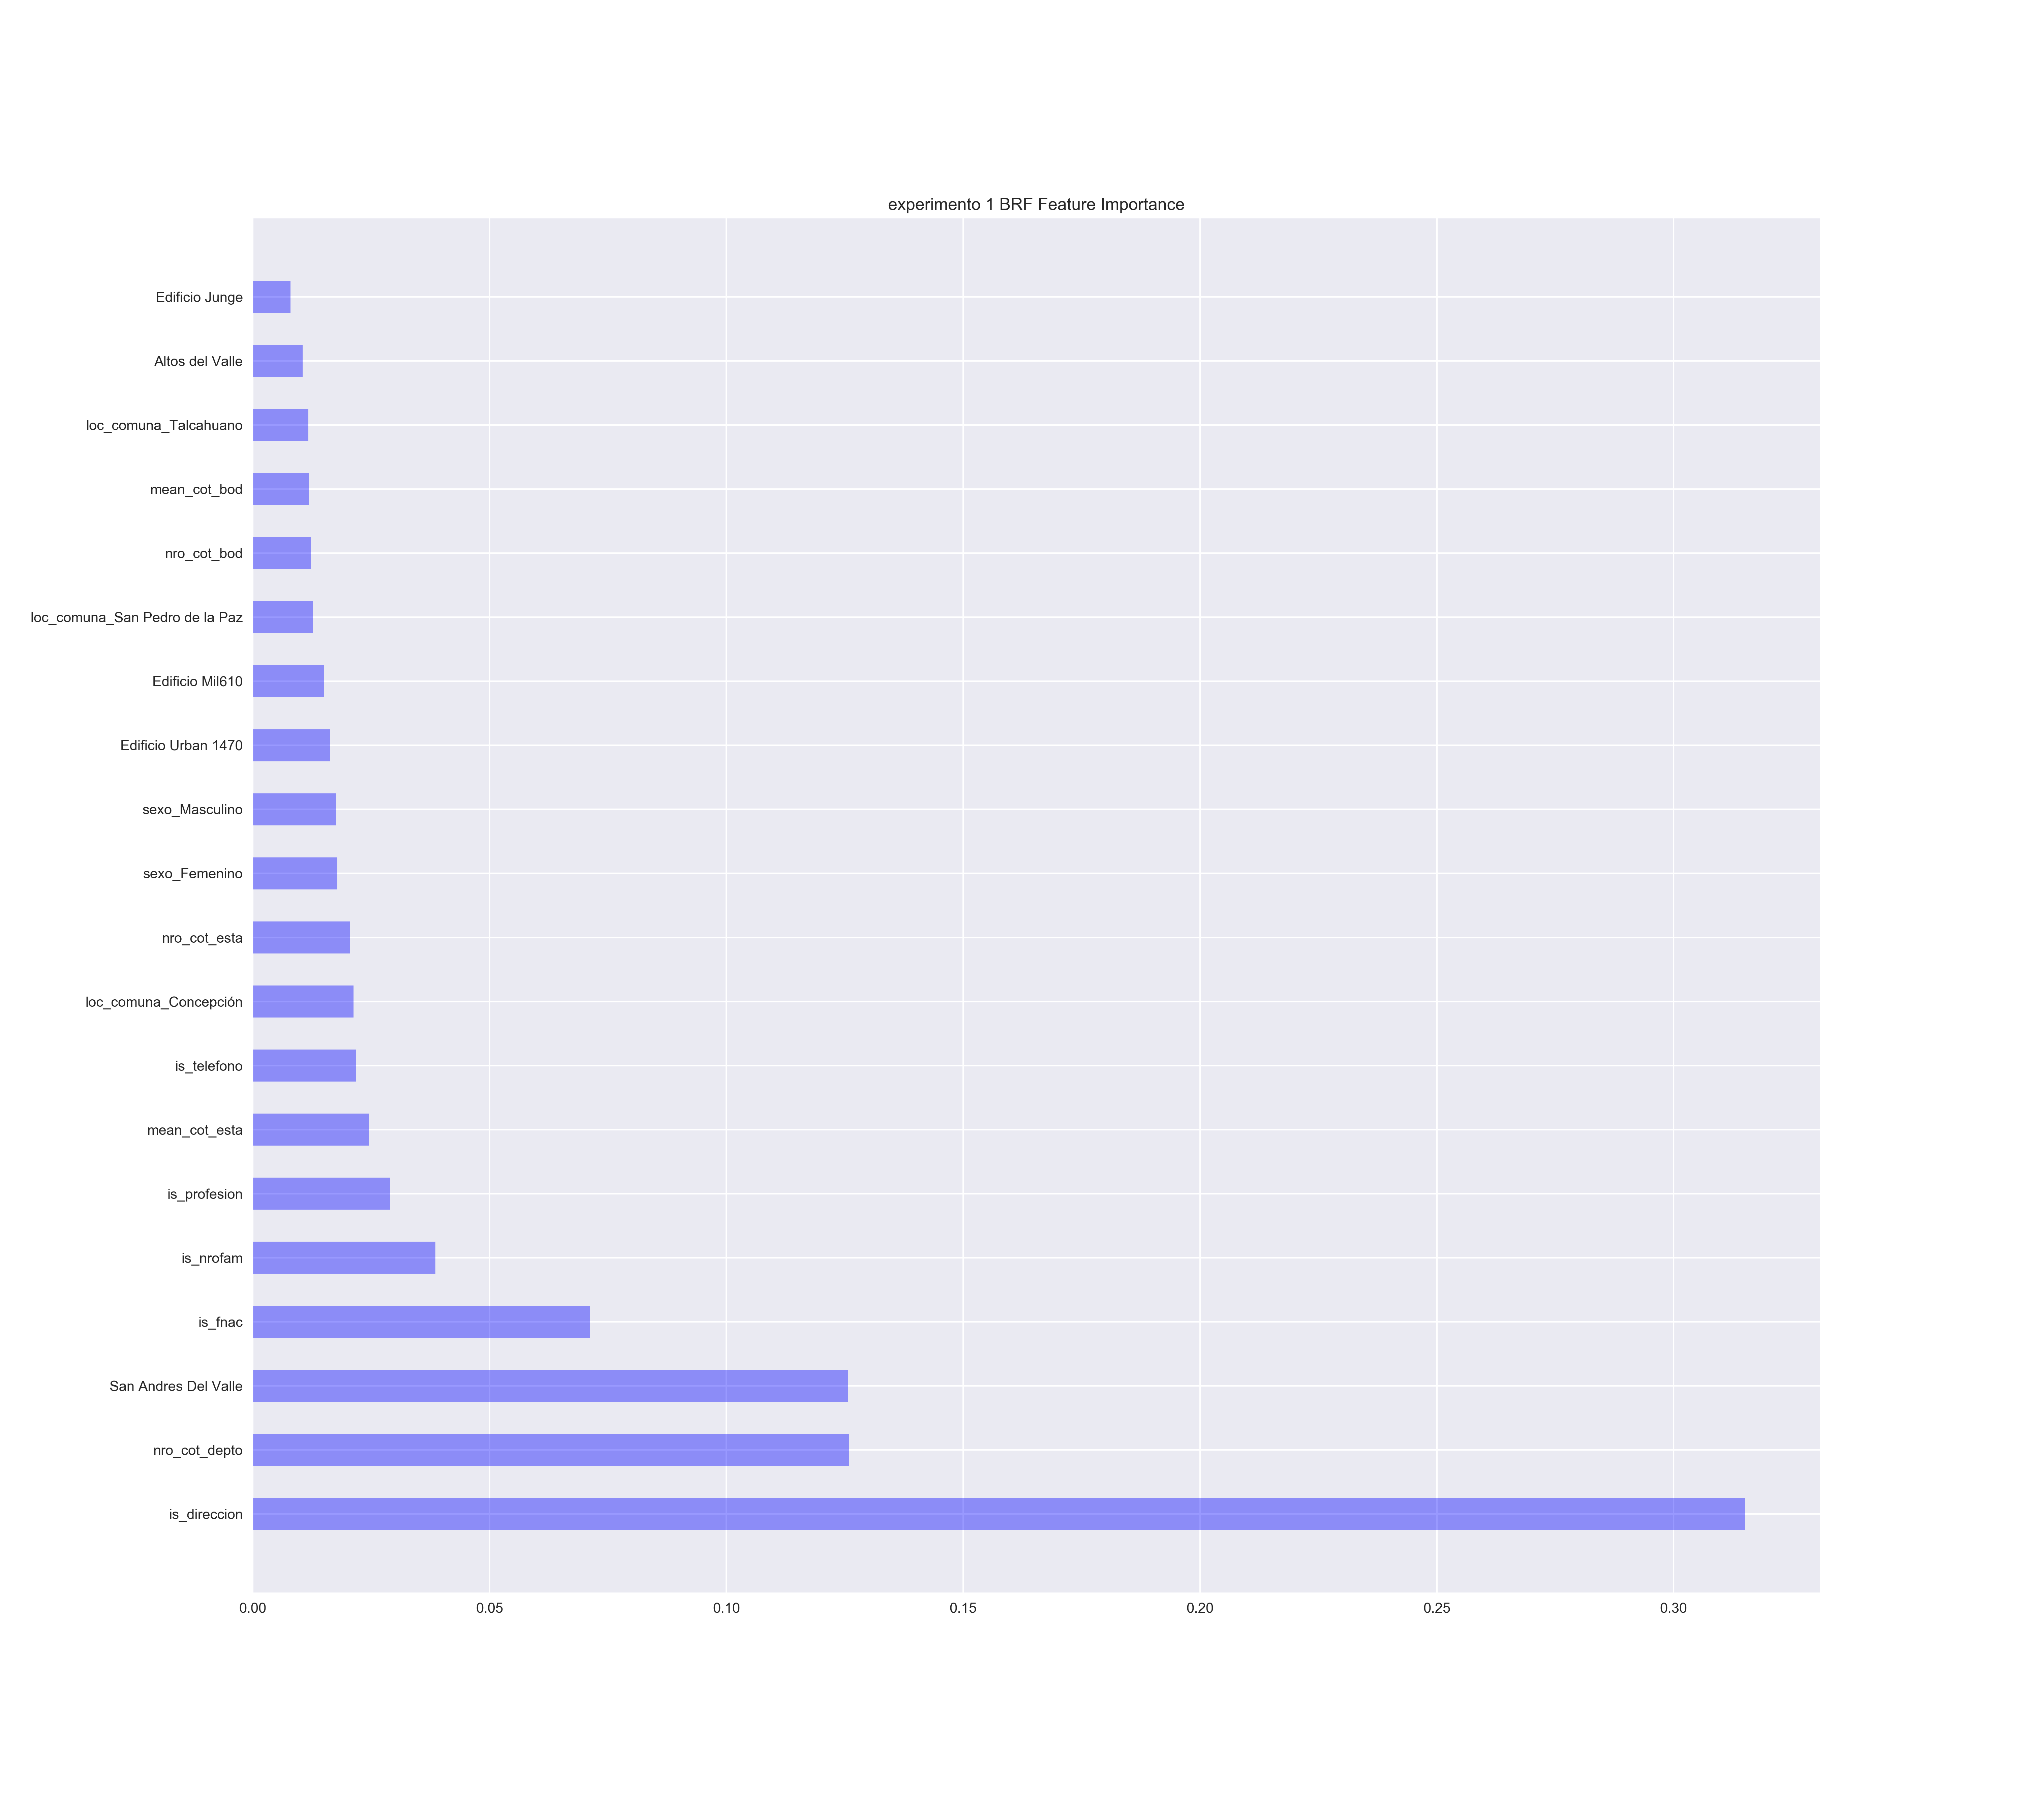 experimento 1 BRF Feature Importance
Edificio Junge
Altos del Valle
loc_comuna_Talcahuano
mean_cot_bod
nro_cot_bod
loc_comuna_San Pedro de la Paz
Edificio Mil610
Edificio Urban 1470
sexo_Masculino
sexo_Femenino
nro_cot_esta
loc_comuna_Concepción
is_telefono
mean_cot_esta
is_profesion
is_nrofam
is_fnac
San Andres Del Valle
nro_cot_depto
is_direccion
0.00 0.05 0.10 0.15 0.20 0.25 0.30